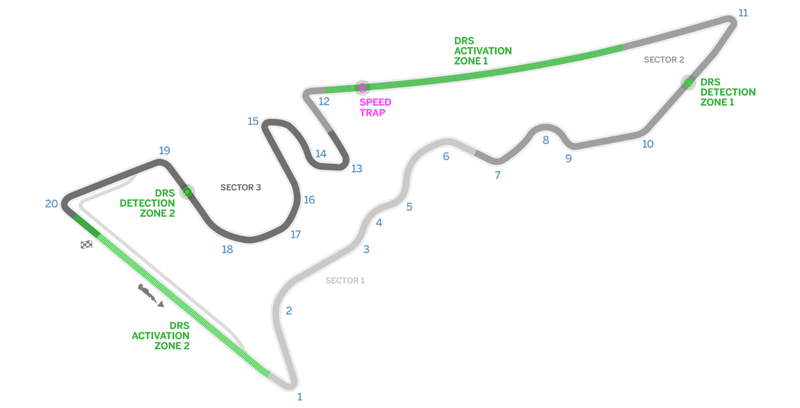 11
DRS
ACTIVATION
ZONE 1
SECTOR 2
DRS
DETECTION
ZONE 1
12
SPEED
TRAP
15
8
10
9
6
7
14
13
19
SECTOR 3
16
DRS
DETECTION
ZONE 2
20
5
4
17
18
3
SECTOR 1
2
DRS
ACTIVATION
ZONE 2
1